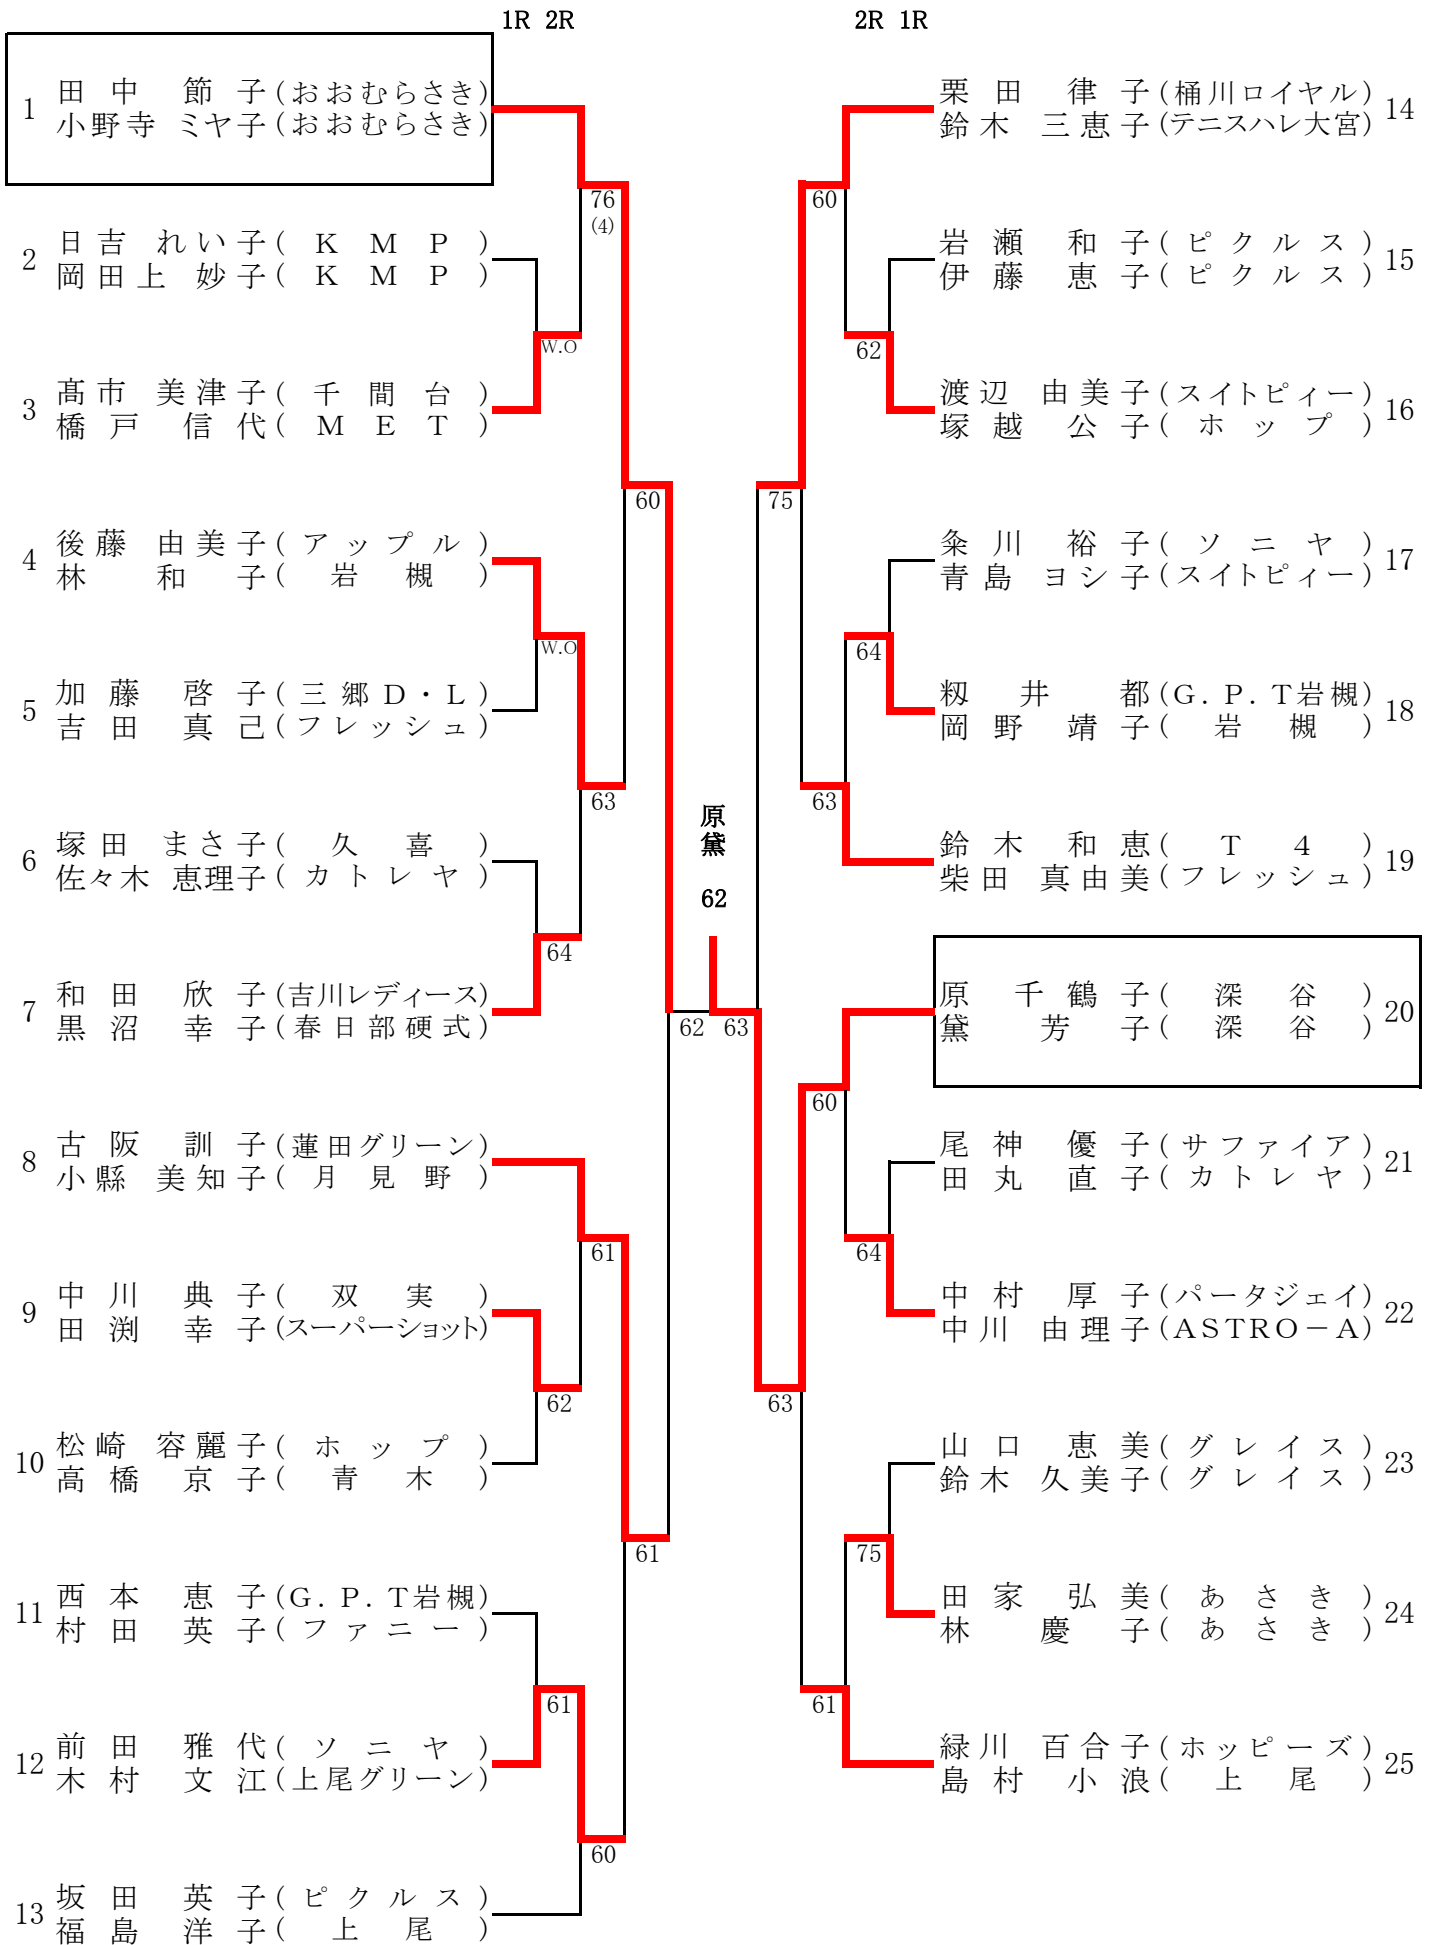 1R 2R
1 田中 節子(おおむらさき)
小野寺 ミヤ子(おおむらさき)
2 日吉 れい子(KMP)
岡田上 妙子(KMP)
3 髙市 美津子(千間台)
橋戸 信代(MET)
4 後藤 由美子(アップル)
林 和子(岩槻)
5 加藤 啓子(三郷D・L)
吉田 真己(フレッシュ)
6 塚田 まさ子(久喜)
佐々木 恵理子(カトレヤ)
7 和田 欣子(吉川レディース)
黒沼 幸子(春日部硬式)
8 古阪 訓子(蓮田グリーン)
小縣 美知子(月見野)
9 中川 典子(双実)
田渕 幸子(スーパーショット)
10 松崎 容麗子(ホップ)
高橋 京子(青木)
11 西本 恵子(G.P.T岩槻)
村田 英子(ファニー)
12 前田 雅代(ソニヤ)
木村 文江(上尾グリーン)
13 坂田 英子(ピクルス)
福島 洋子(上尾)
W.O
W.O
64
62
61
76
(4)
63
61
60
60
61
62
原
黛
62
63
2R 1R
栗田 律子(桶川ロイヤル) 14
鈴木 三恵子(テニスハレ大宮)
岩瀬 和子(ピクルス) 15
伊藤 恵子(ピクルス)
渡辺 由美子(スイトピィー) 16
塚越 公子(ホップ)
粂川 裕子(ソニヤ) 17
青島 ヨシ子(スイトピィー)
籾井 都(G.P.T岩槻) 18
岡野 靖子(岩槻)
鈴木 和恵(T4) 19
柴田 真由美(フレッシュ)
原 千鶴子(深谷) 20
黛 芳子(深谷)
尾神 優子(サファイア) 21
田丸 直子(カトレヤ)
中村 厚子(パータジェイ) 22
中川 由理子(ASTRO－A)
山口 恵美(グレイス) 23
鈴木 久美子(グレイス)
田家 弘美(あさき) 24
林 慶子(あさき)
緑川 百合子(ホッピーズ) 25
島村 小浪(上尾)
60
62
75
64
63
60
64
63
75
61